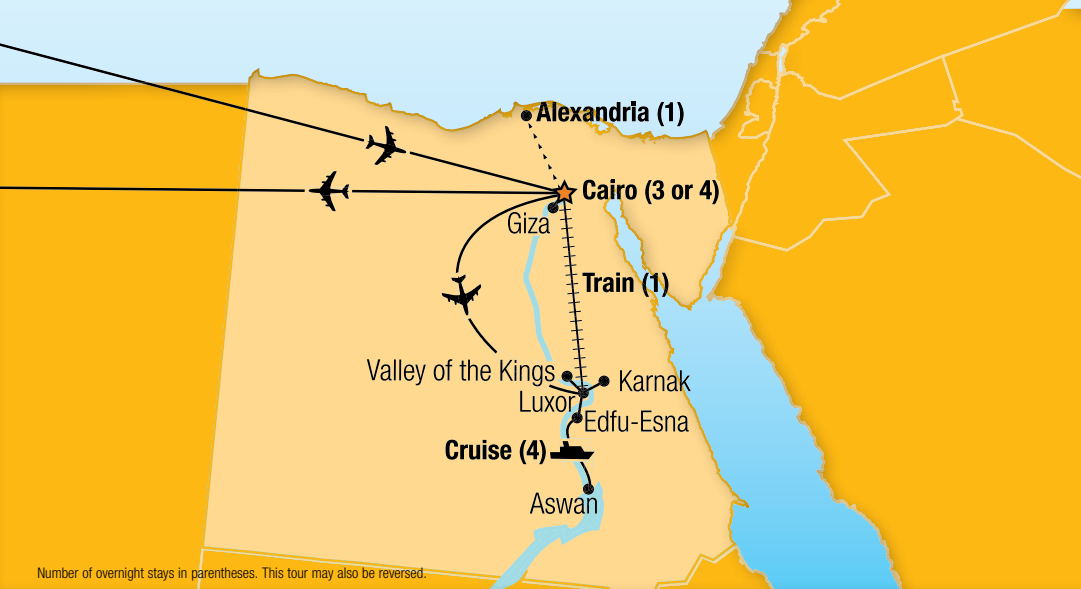 Alexandria (1)
Cairo (3 or 4)
Giza
Train (1)
Valley of the Kings
Karnak
Luxor
Edfu-Esna
Cruise (4)
Aswan
Number of overnight stays in parentheses. This tour may also be reversed.